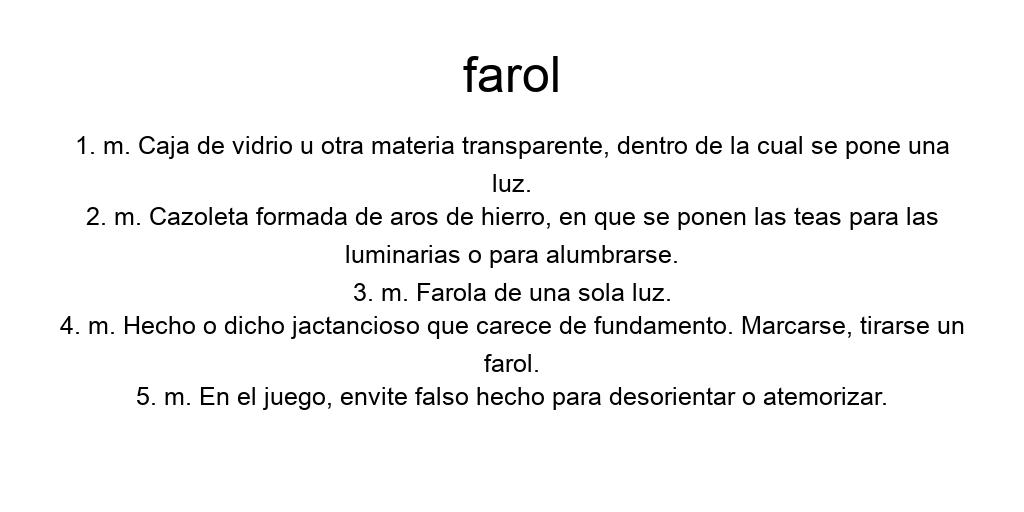 farol
1. m. Caja de vidrio u otra materia transparente, dentro de la cual se pone una
luz.
2. m. Cazoleta formada de aros de hierro, en que se ponen las teas para las
luminarias o para alumbrarse.
3. m. Farola de una sola luz.
4. m. Hecho o dicho jactancioso que carece de fundamento. Marcarse, tirarse un
farol.
5. m. En el juego, envite falso hecho para desorientar o atemorizar.